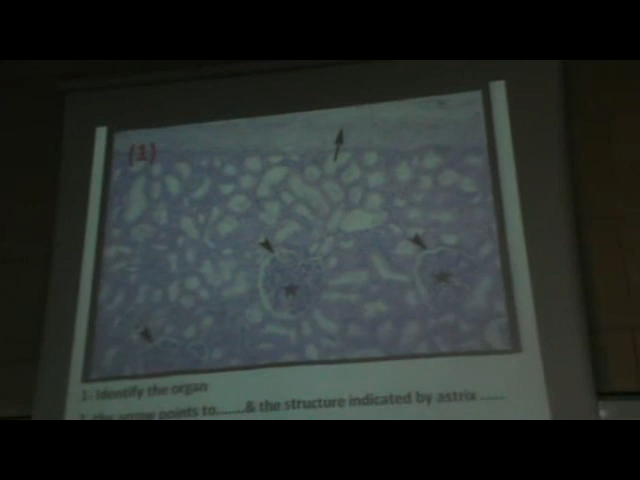 (1)
1- Identify the organ
the arrow points to.......& the structure indicated by astrix .....